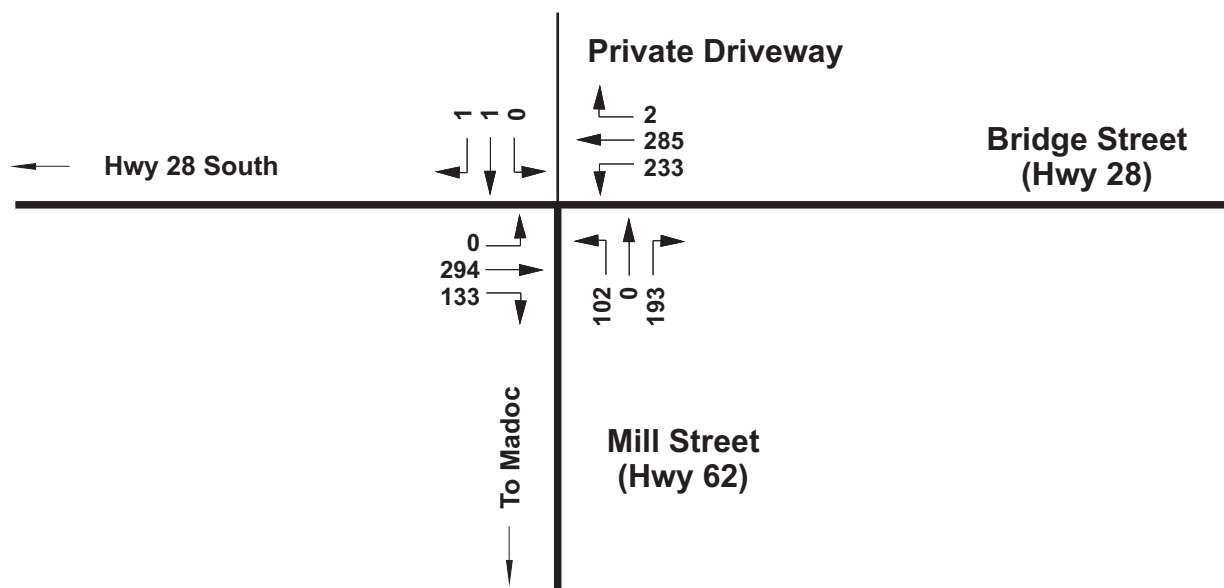 Private Driveway
1
1
0
2
285
233
Bridge Street
(Hwy 28)
Hwy 28 South
0
294
133
102
0
193
To Madoc
Mill Street
(Hwy 62)